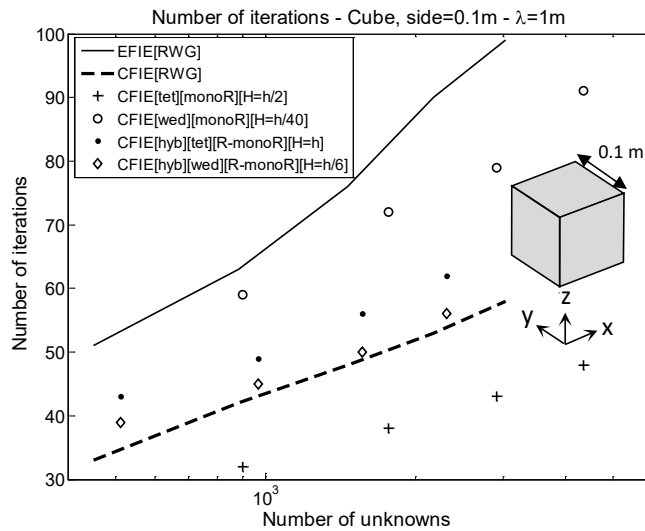 Number of iterations - Cube, side=0.1m - λ=1m
100
90
80
70
60
50
40
30
Number of iterations
EFIE[RWG]
CFIE[RWG]
CFIE[tet][monoR][H=h/2]
CFIE[wed][monoR][H=h/40]
CFIE[hyb][tet][R-monoR][H=h]
CFIE[hyb][wed][R-monoR][H=h/6]
0.1 m
z
y
x
10³
Number of unknowns